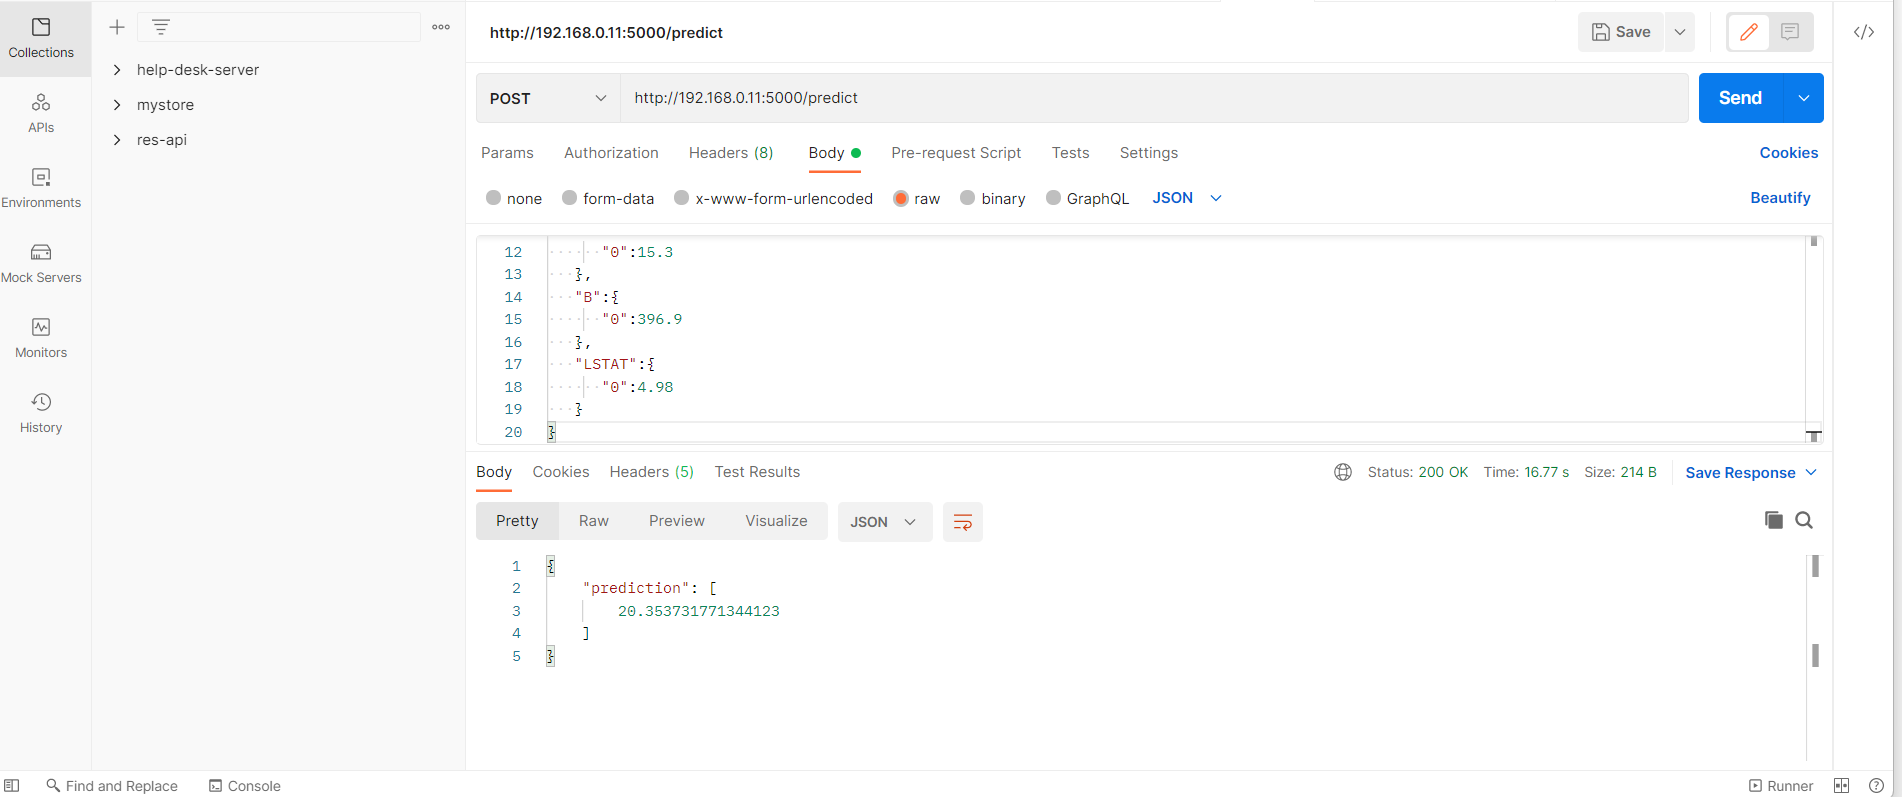 Collections
APIs
Environments
Mock Servers
Monitors
History
help-desk-server
mystore
res-api
http://192.168.0.11:5000/predict
Save
POST
http://192.168.0.11:5000/predict
Send
Params Authorization Headers (8) Body Pre-request Script Tests Settings Cookies
none form-data x-www-form-urlencoded raw binary GraphQL JSON Beautify
12 "0":15.3
13 },
14 "B":{
15 "0":396.9
16 },
17 "LSTAT":{
18 "0":4.98
19 }
20 }
Body Cookies Headers (5) Test Results Status: 200 OK Time: 16.77 s Size: 214 B Save Response
Pretty Raw Preview Visualize JSON
1 {
2 "prediction": [
3 20.353731771344123
4 ]
5 }
Find and Replace Console Runner